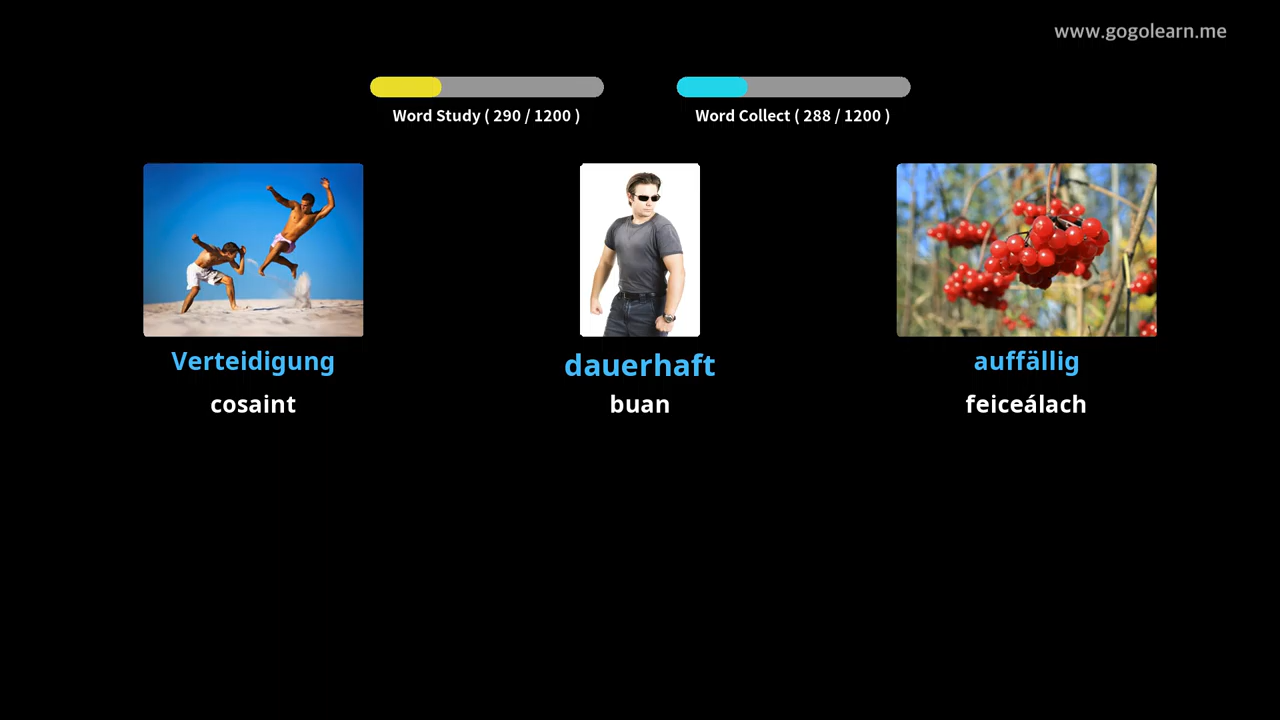 www.gogolearn.me
Word Study ( 290 / 1200 )
Word Collect ( 288 / 1200 )
Verteidigung
cosaint
dauerhaft
buan
auffällig
feiceálach